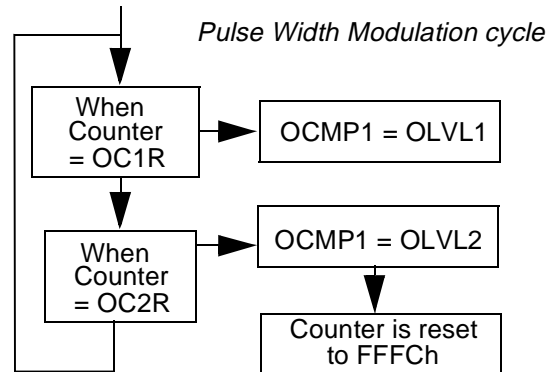 Pulse Width Modulation cycle
When
Counter
= OC1R
OCMP1 = OLVL1
When
Counter
= OC2R
OCMP1 = OLVL2
Counter is reset
to FFFCh